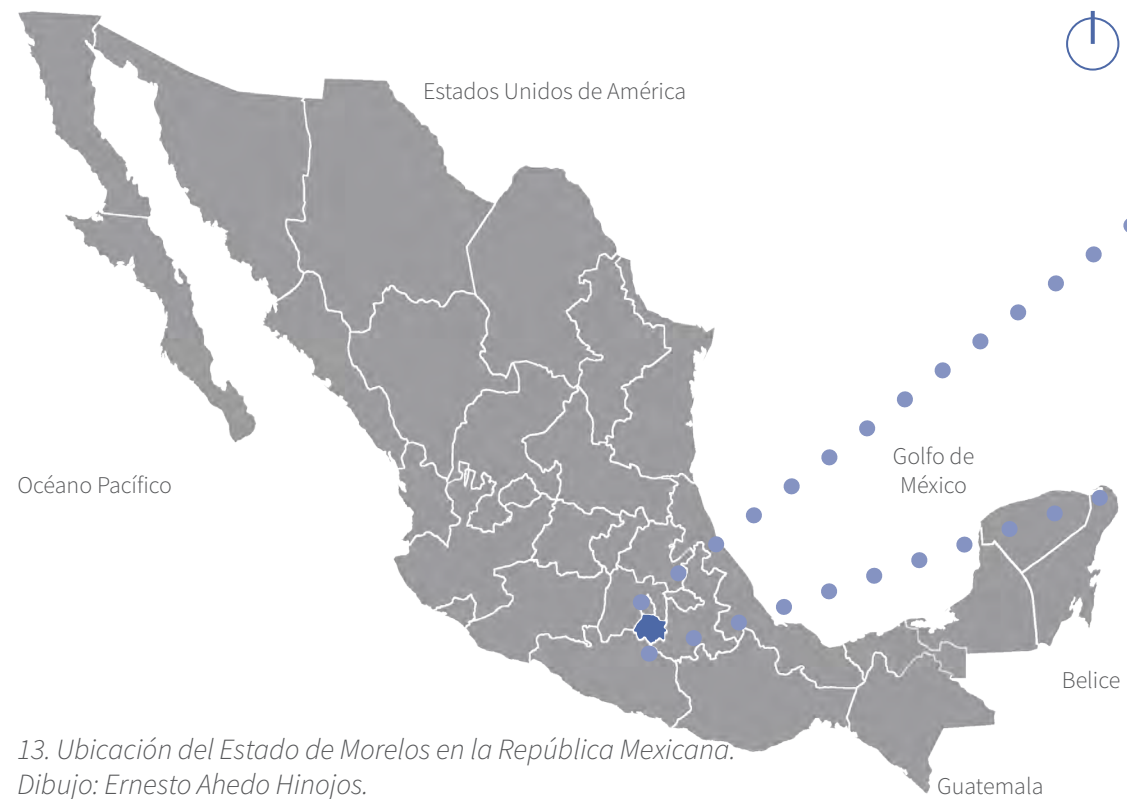 Estados Unidos de América
Golfo de
México
Océano Pacífico
Belice
13. Ubicación del Estado de Morelos en la República Mexicana.
Dibujo: Ernesto Ahedo Hinojos.
Guatemala